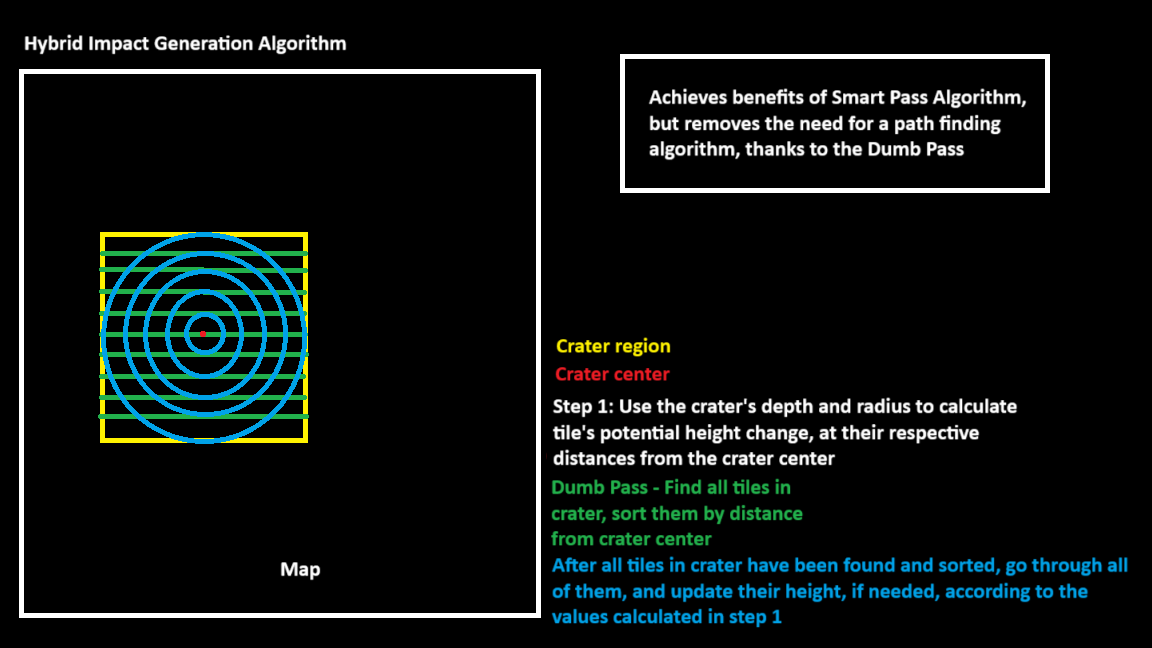 Hybrid Impact Generation Algorithm
Achieves benefits of Smart Pass Algorithm,
but removes the need for a path finding
algorithm, thanks to the Dumb Pass
Crater region
Crater center
Step 1: Use the crater's depth and radius to calculate
tile's potential height change, at their respective
distances from the crater center
Dumb Pass - Find all tiles in
crater, sort them by distance
from crater center
After all tiles in crater have been found and sorted, go through all
of them, and update their height, if needed, according to the
values calculated in step 1
Map